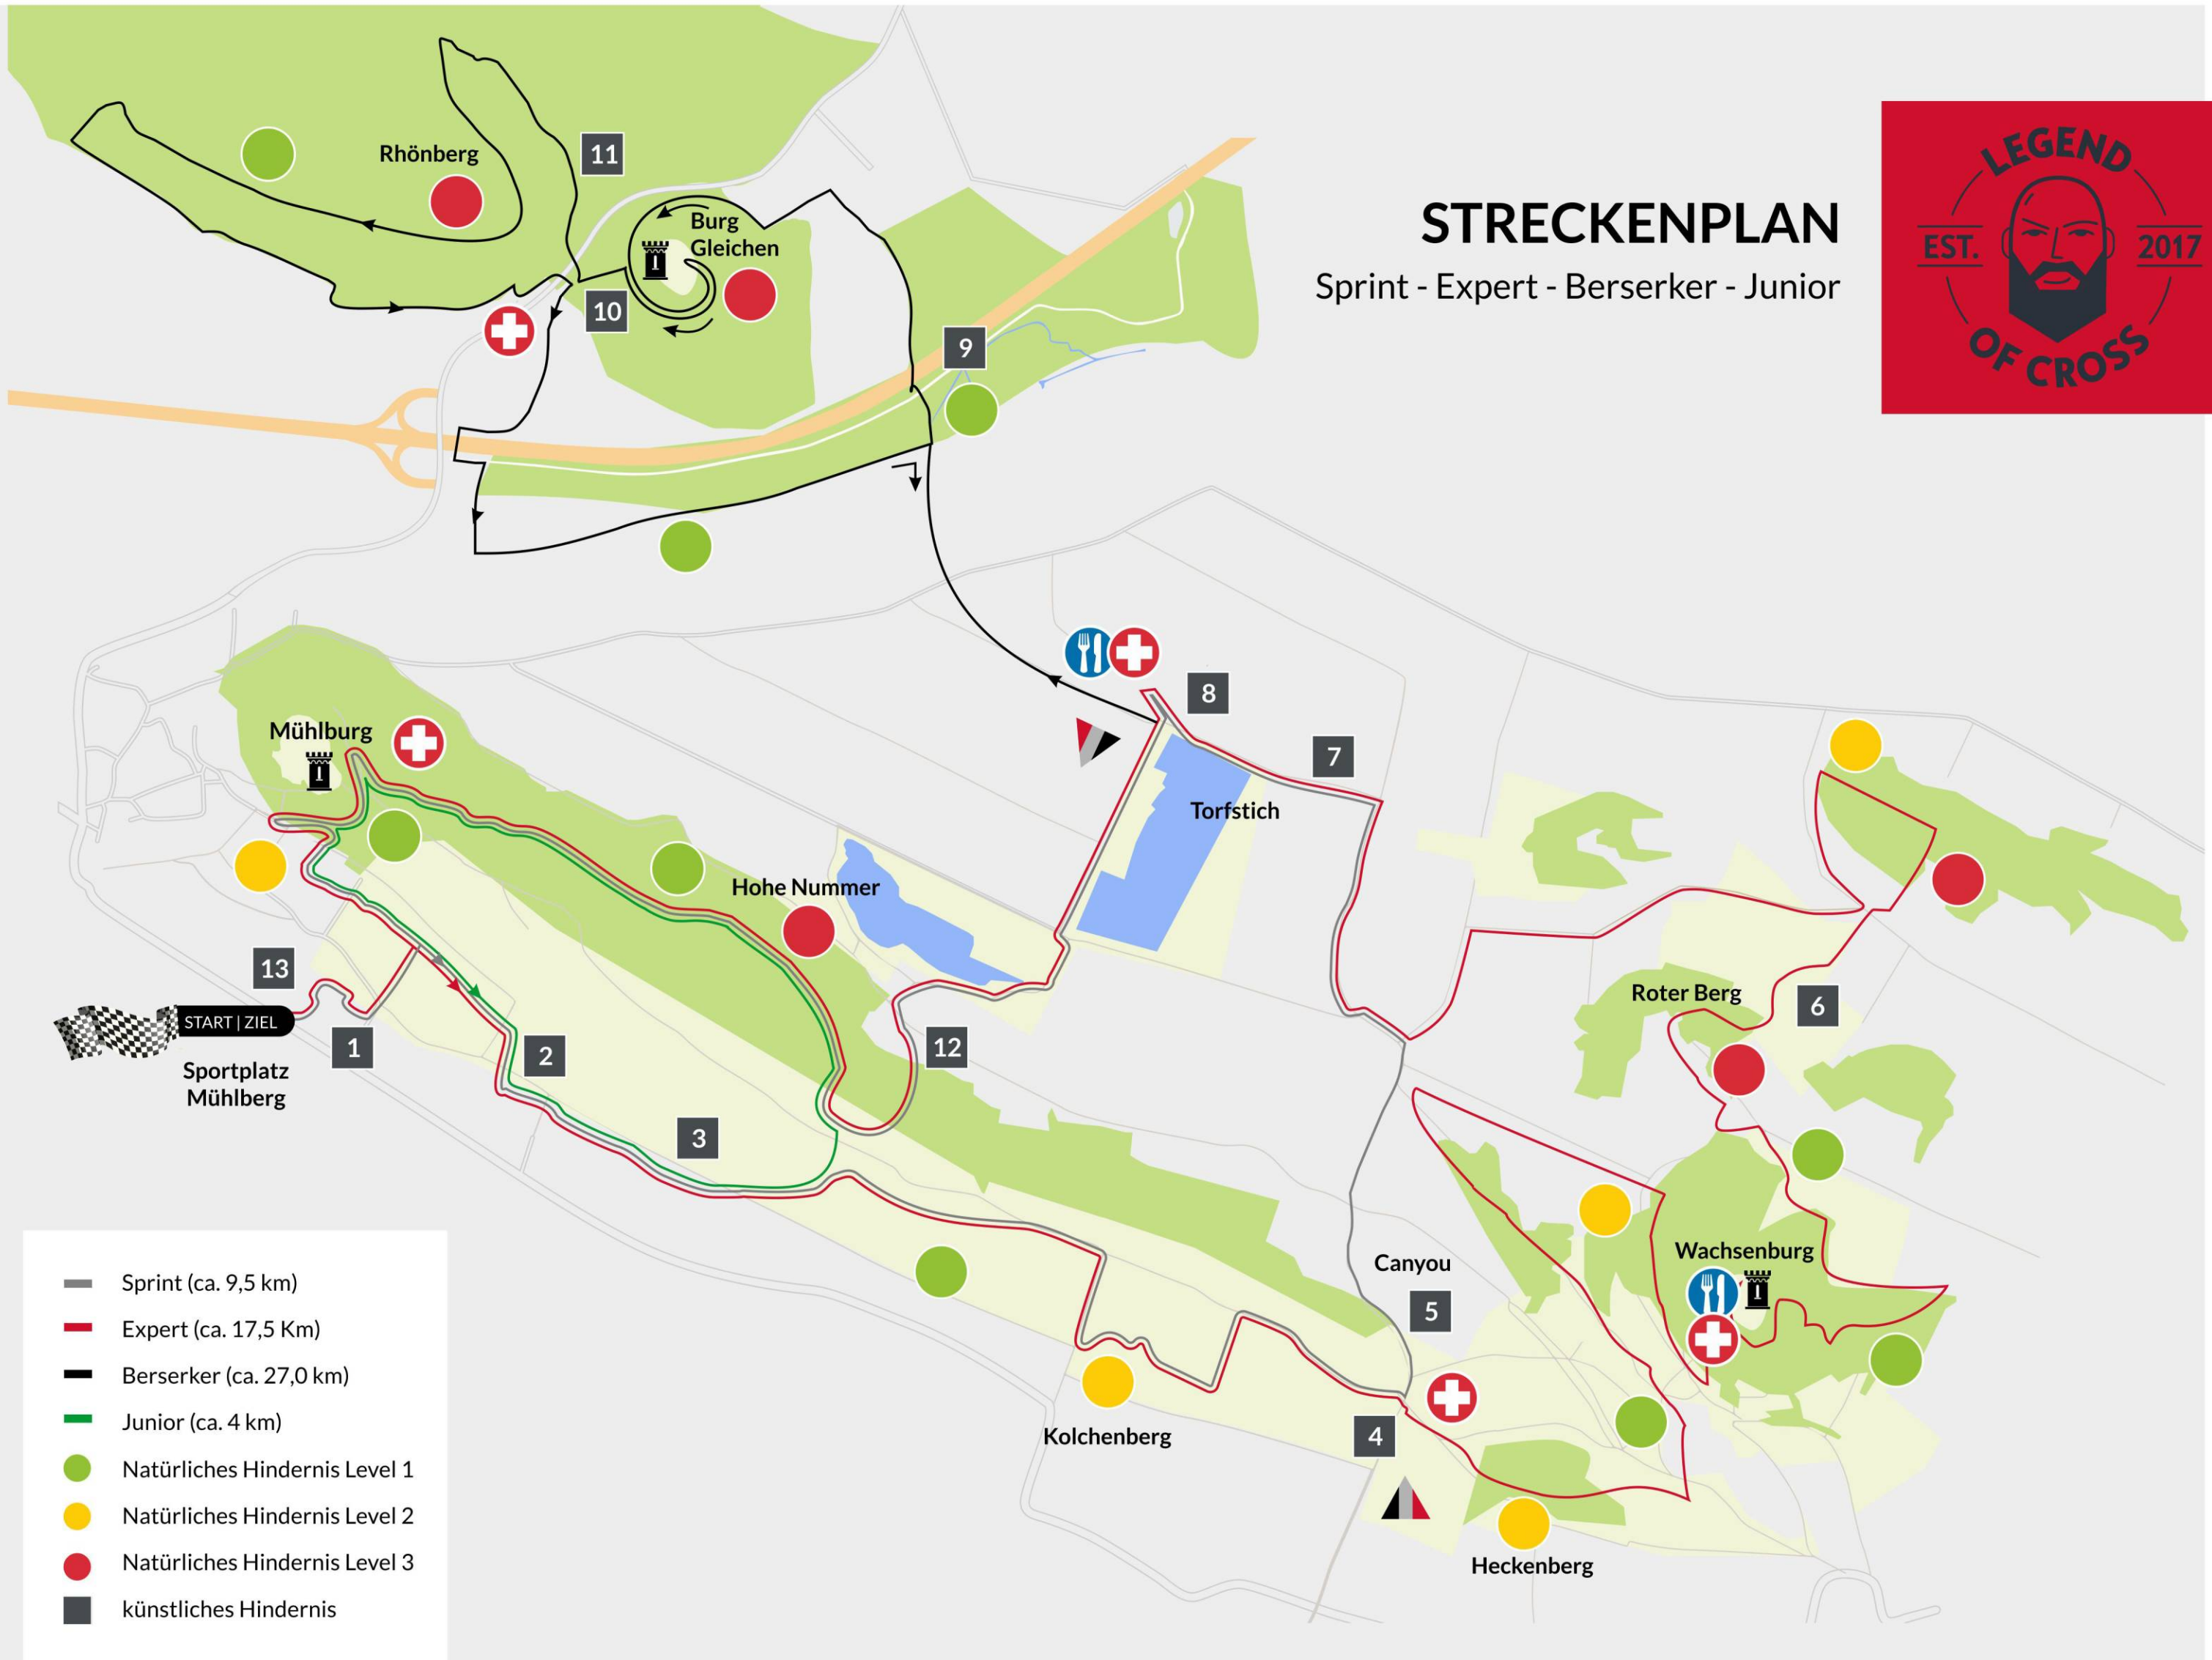 STRECKENPLAN
Sprint - Expert - Berserker - Junior
LEGEND
EST.
2017
OF CROSS
Rhönberg
11
Burg
Gleichen
10
9
8
7
Torfstich
Mühlburg
Hohe Nummer
13
START | ZIEL
Sportplatz
Mühlberg
1
2
3
12
Roter Berg
6
Wachsenburg
Canyou
5
4
Kolchenberg
Heckenberg
Sprint (ca. 9,5 km)
Expert (ca. 17,5 Km)
Berserker (ca. 27,0 km)
Junior (ca. 4 km)
Natürliches Hindernis Level 1
Natürliches Hindernis Level 2
Natürliches Hindernis Level 3
künstliches Hindernis